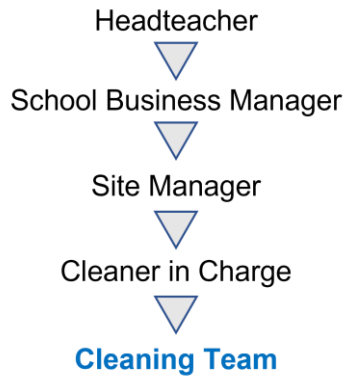 Headteacher
School Business Manager
Site Manager
Cleaner in Charge
Cleaning Team